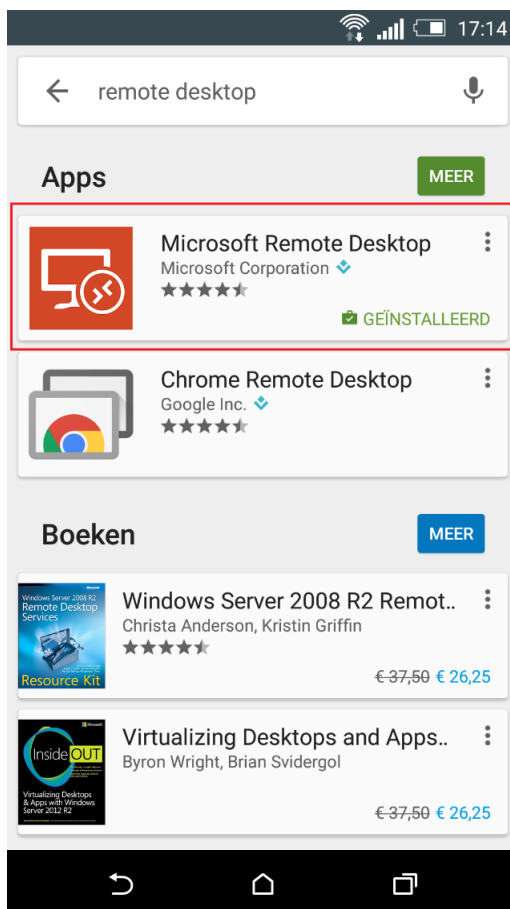 17:14
remote desktop
Apps
MEER
Microsoft Remote Desktop
Microsoft Corporation
GEÏNSTALLEERD
Chrome Remote Desktop
Google Inc.
Boeken
MEER
Microsoft
Windows Server 2008 R2
Remote Desktop
Services
Resource Kit
Windows Server 2008 R2 Remot..
Christa Anderson, Kristin Griffin
€ 37,50 € 26,25
Microsoft
Inside OUT
Virtualizing Desktops
& Apps with Windows
Server 2012 R2
Virtualizing Desktops and Apps..
Byron Wright, Brian Svidergol
€ 37,50 € 26,25